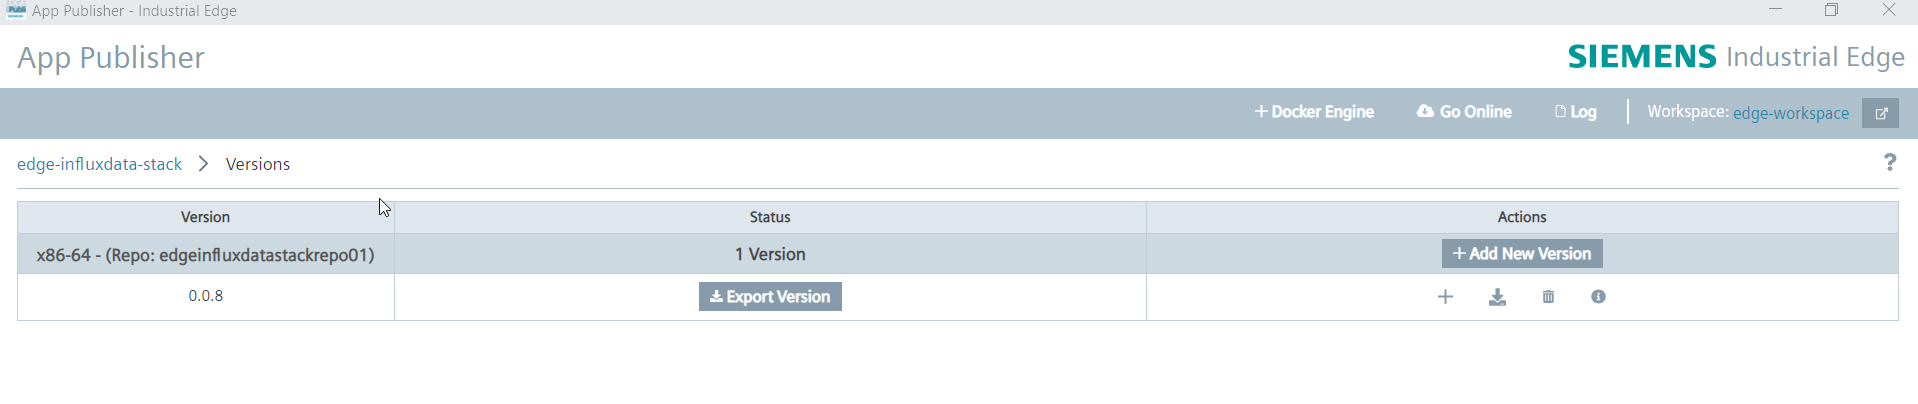 App Publisher - Industrial Edge
App Publisher
SIEMENS Industrial Edge
Docker Engine
Go Online
Log
Workspace: edge-workspace
edge-influxdata-stack > Versions
?
Version Status Actions
x86-64 - (Repo: edgeinfluxdatastackrepo01) 1 Version + Add New Version
0.0.8 Export Version